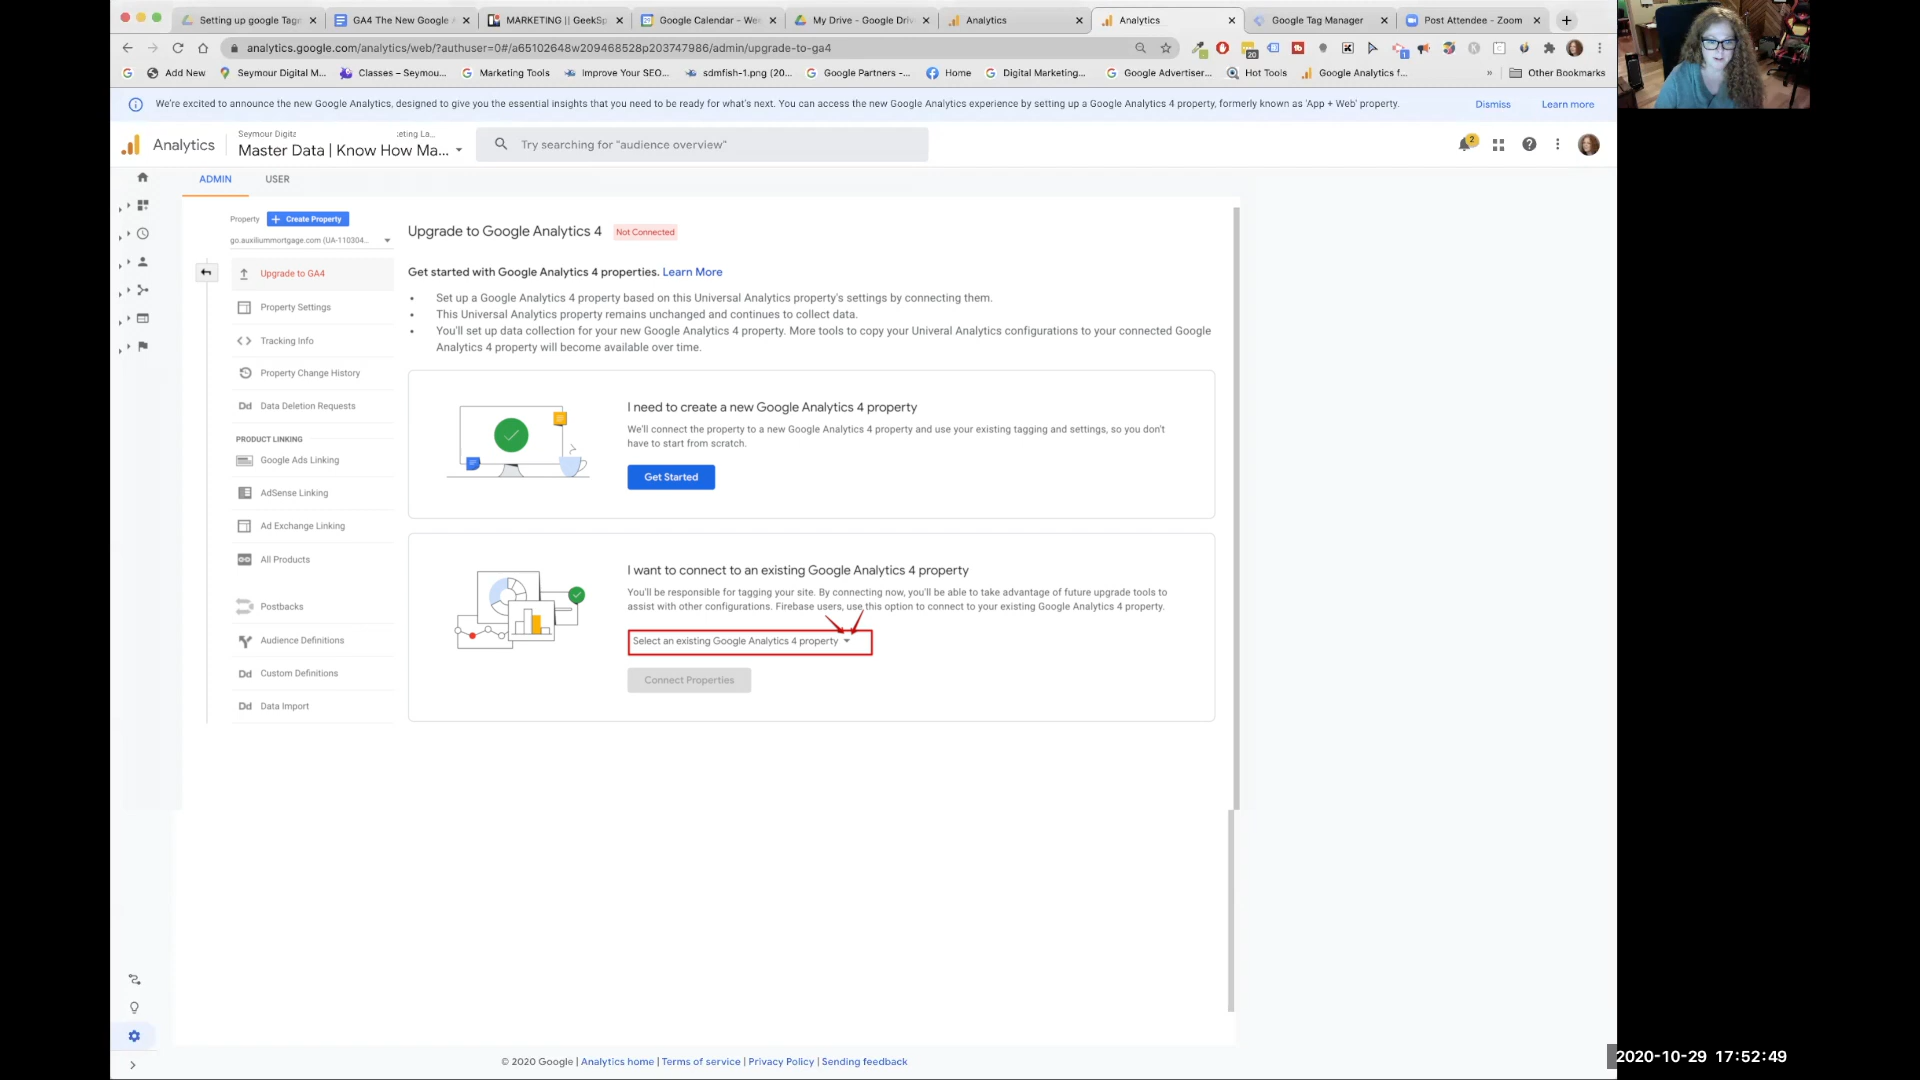 Setting up google Tag
GA4 The New Google
MARKETING || GeekSp
Google Calendar - We
My Drive - Google Driv
Analytics
Analytics
Google Tag Manager
Post Attendee - Zoom
analytics.google.com/analytics/web/?authuser=0#/a65102648w209468528p203747986/admin/upgrade-to-ga4
Add New
Seymour Digital M...
Classes – Seymou...
Marketing Tools
Improve Your SEO...
sdmfish-1.png (20...
Google Partners -...
Home
Digital Marketing...
Google Advertiser...
Hot Tools
Google Analytics f...
»
Other Bookmarks
We're excited to announce the new Google Analytics, designed to give you the essential insights that you need to be ready for what's next. You can access the new Google Analytics experience by setting up a Google Analytics 4 property, formerly known as 'App + Web' property.
Dismiss
Learn more
Analytics
Seymour Digita
eting La...
Master Data | Know How Ma...
Try searching for "audience overview"
2
ADMIN
USER
Property
+ Create Property
go.auxiliummortgage.com (UA-110304...
Upgrade to GA4
Property Settings
Tracking Info
Property Change History
Dd Data Deletion Requests
PRODUCT LINKING
Google Ads Linking
AdSense Linking
Ad Exchange Linking
All Products
Postbacks
Audience Definitions
Dd Custom Definitions
Dd Data Import
Upgrade to Google Analytics 4
Not Connected
Get started with Google Analytics 4 properties. Learn More
• Set up a Google Analytics 4 property based on this Universal Analytics property's settings by connecting them.
• This Universal Analytics property remains unchanged and continues to collect data.
• You'll set up data collection for your new Google Analytics 4 property. More tools to copy your Univeral Analytics configurations to your connected Google
Analytics 4 property will become available over time.
I need to create a new Google Analytics 4 property
We'll connect the property to a new Google Analytics 4 property and use your existing tagging and settings, so you don't
have to start from scratch.
Get Started
I want to connect to an existing Google Analytics 4 property
You'll be responsible for tagging your site. By connecting now, you'll be able to take advantage of future upgrade tools to
assist with other configurations. Firebase users, use this option to connect to your existing Google Analytics 4 property.
Select an existing Google Analytics 4 property
Connect Properties
© 2020 Google | Analytics home | Terms of service | Privacy Policy | Sending feedback
2020-10-29 17:52:49